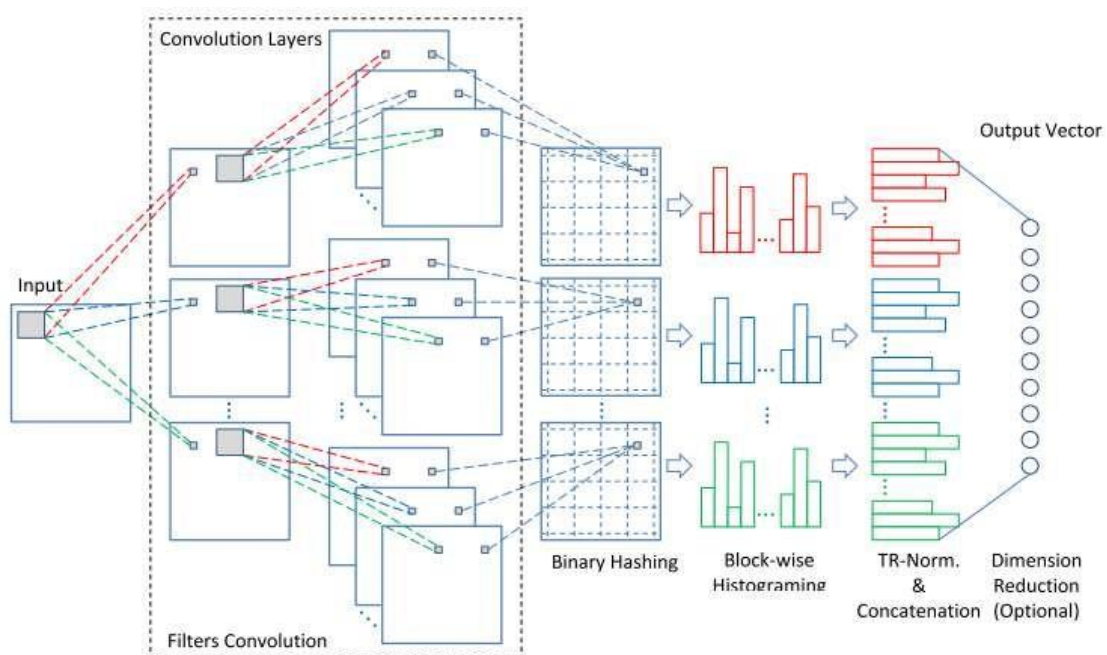 Convolution Layers
Output Vector
Input
Binary Hashing
Block-wise
Histograming
TR-Norm.
&
Concatenation
Dimension
Reduction
(Optional)
Filters Convolution